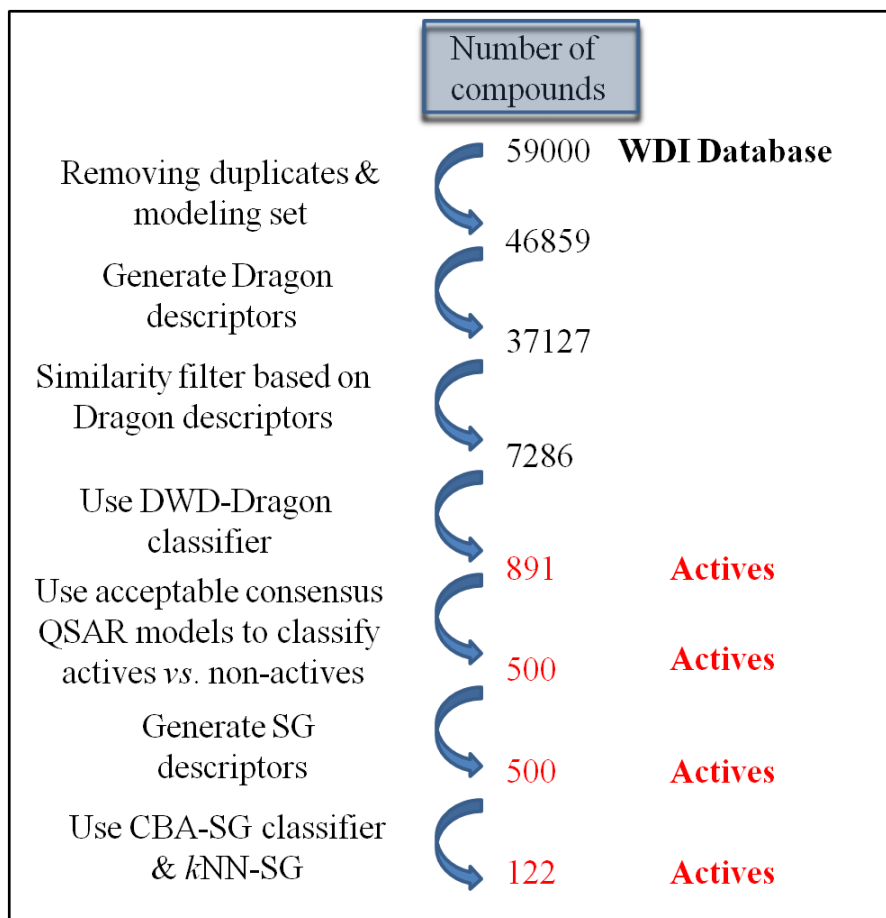 Number of
compounds
59000 WDI Database
Removing duplicates &
modeling set
46859
Generate Dragon
descriptors
37127
Similarity filter based on
Dragon descriptors
7286
Use DWD-Dragon
classifier
891 Actives
Use acceptable consensus
QSAR models to classify
actives vs. non-actives
500 Actives
Generate SG
descriptors
500 Actives
Use CBA-SG classifier
& kNN-SG
122 Actives